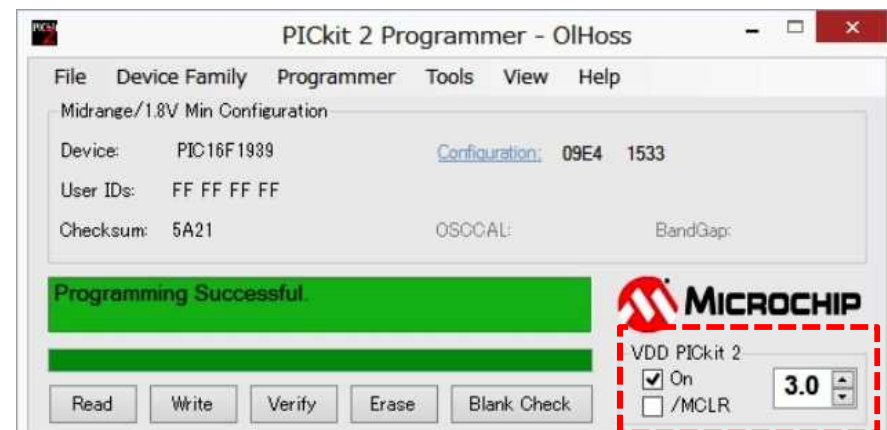 PICkit 2 Programmer - OlHoss
File Device Family Programmer Tools View Help
Midrange/1.8V Min Configuration
Device: PIC16F1939 Configuration: 09E4 1533
User IDs: FF FF FF FF
Checksum: 5A21 OSCCAL: BandGap:
Programming Successful.
MICROCHIP
VDD PICkit 2
On
/MCLR
3.0
Read Write Verify Erase Blank Check